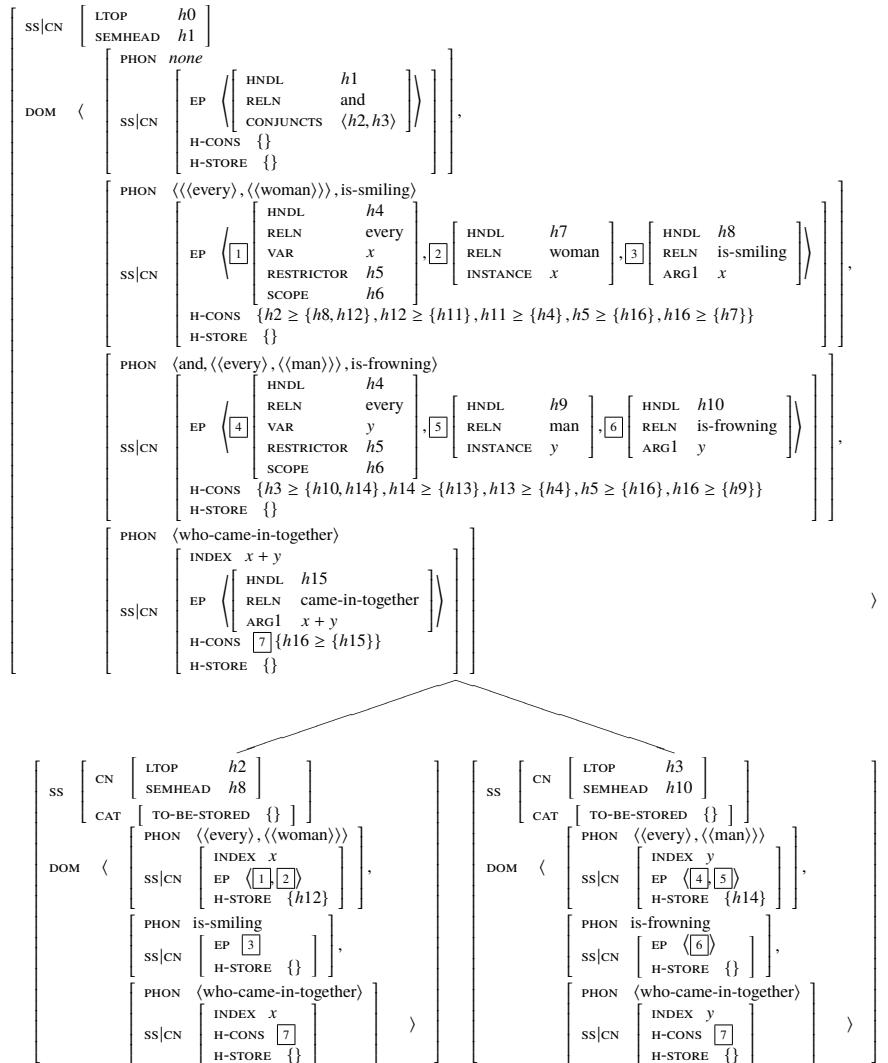 SS|CN [ LTOP h0
SEMHEAD h1 ]
DOM ⟨ [ PHON none
SS|CN [ EP ⟨ [ HNDL h1
RELN and
CONJUNCTS ⟨h2,h3⟩ ] ⟩
H-CONS {}
H-STORE {} ] ] ,
[ PHON ⟨⟨⟨every⟩,⟨⟨woman⟩⟩⟩,is-smiling⟩
SS|CN [ EP ⟨ 1 [ HNDL h4
RELN every
VAR x
RESTRICTOR h5
SCOPE h6 ] , 2 [ HNDL h7
RELN woman
INSTANCE x ] , 3 [ HNDL h8
RELN is-smiling
ARG1 x ] ⟩
H-CONS {h2 ≥ {h8,h12},h12 ≥ {h11},h11 ≥ {h4},h5 ≥ {h16},h16 ≥ {h7}}
H-STORE {} ] ] ,
[ PHON ⟨and,⟨⟨every⟩,⟨⟨man⟩⟩⟩,is-frowning⟩
SS|CN [ EP ⟨ 4 [ HNDL h4
RELN every
VAR y
RESTRICTOR h5
SCOPE h6 ] , 5 [ HNDL h9
RELN man
INSTANCE y ] , 6 [ HNDL h10
RELN is-frowning
ARG1 y ] ⟩
H-CONS {h3 ≥ {h10,h14},h14 ≥ {h13},h13 ≥ {h4},h5 ≥ {h16},h16 ≥ {h9}}
H-STORE {} ] ] ,
[ PHON ⟨who-came-in-together⟩
SS|CN [ INDEX x + y
EP ⟨ [ HNDL h15
RELN came-in-together
ARG1 x + y ] ⟩
H-CONS 7 {h16 ≥ {h15}}
H-STORE {} ] ] ⟩
SS [ CN [ LTOP h2
SEMHEAD h8 ]
CAT [ TO-BE-STORED {} ] ]
DOM ⟨ [ PHON ⟨⟨every⟩,⟨⟨woman⟩⟩⟩
SS|CN [ INDEX x
EP ⟨ 1 , 2 ⟩
H-STORE {h12} ] ] ,
[ PHON is-smiling
SS|CN [ EP 3
H-STORE {} ] ] ,
[ PHON ⟨who-came-in-together⟩
SS|CN [ INDEX x
H-CONS 7
H-STORE {} ] ] ⟩
SS [ CN [ LTOP h3
SEMHEAD h10 ]
CAT [ TO-BE-STORED {} ] ]
DOM ⟨ [ PHON ⟨⟨every⟩,⟨⟨man⟩⟩⟩
SS|CN [ INDEX y
EP ⟨ 4 , 5 ⟩
H-STORE {h14} ] ] ,
[ PHON is-frowning
SS|CN [ EP ⟨ 6 ⟩
H-STORE {} ] ] ,
[ PHON ⟨who-came-in-together⟩
SS|CN [ INDEX y
H-CONS 7
H-STORE {} ] ] ⟩